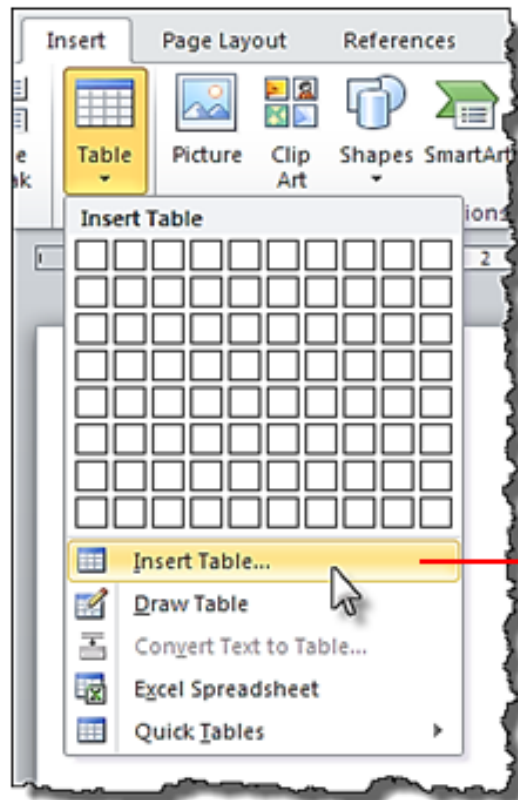 Insert Page Layout References
Table Picture Clip Art Shapes SmartArt
Insert Table
2
Insert Table...
Draw Table
Convert Text to Table...
Excel Spreadsheet
Quick Tables